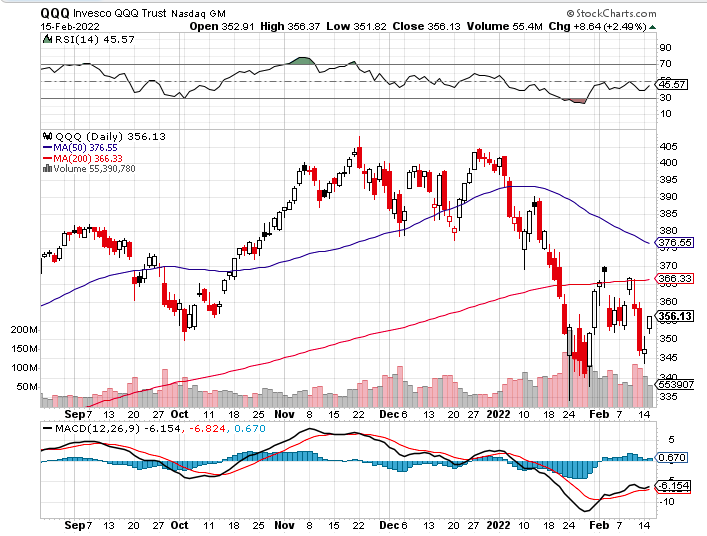 QQQ Invesco QQQ Trust Nasdaq GM © StockCharts.com
15-Feb-2022 Open 352.91 High 356.37 Low 351.82 Close 356.13 Volume 55.4M Chg +8.64 (+2.49%)
RSI(14) 45.57
90
70
50
45.57
30
10
QQQ (Daily) 356.13
MA(50) 376.55
MA(200) 366.33
Volume 55,390,780
405
400
395
390
385
380
376.55
370
366.33
360
356.13
350
345
340
335
553907
200M
150M
100M
50M
Sep 7 13 20 27 Oct 11 18 25 Nov 8 15 22 Dec 6 13 20 27 2022 10 18 24 Feb 7 14
MACD(12,26,9) -6.154, -6.824, 0.670
5
0.670
-6.154
-10
Sep 7 13 20 27 Oct 11 18 25 Nov 8 15 22 Dec 6 13 20 27 2022 10 18 24 Feb 7 14